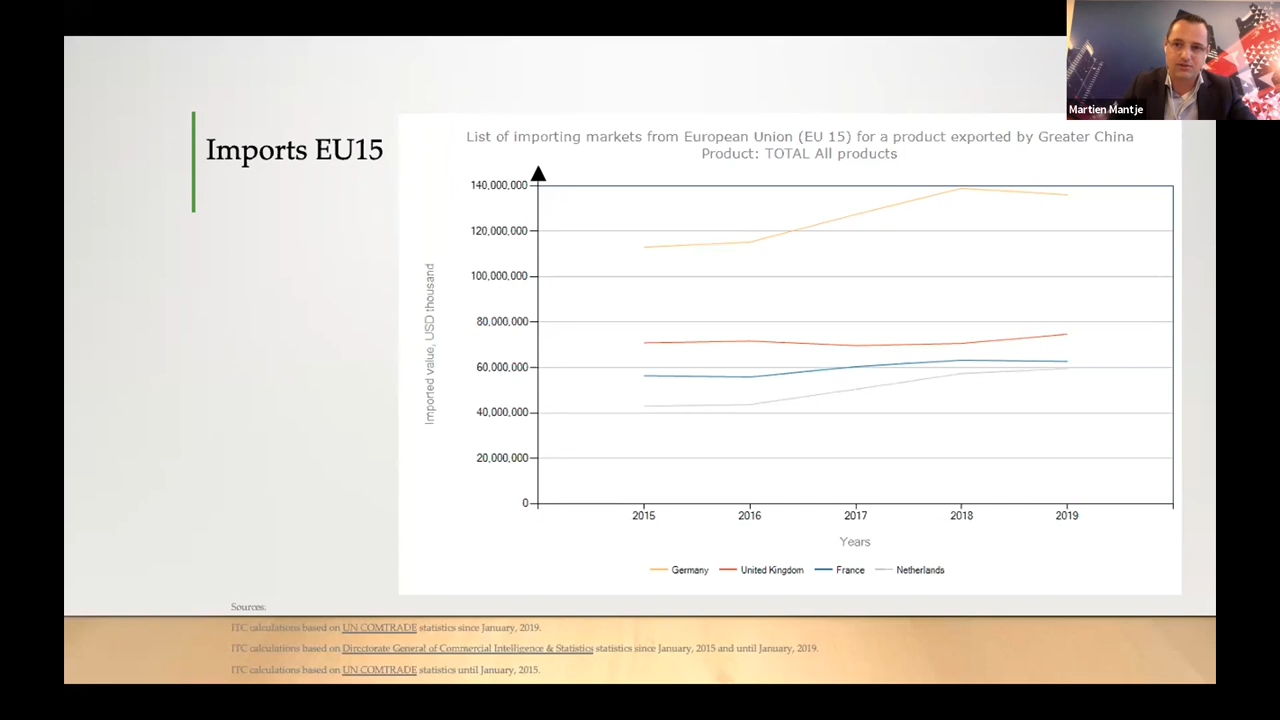 Martien Mantje
Imports EU15
List of importing markets from European Union (EU 15) for a product exported by Greater China
Product: TOTAL All products
Imported value, USD thousand
140,000,000
120,000,000
100,000,000
80,000,000
60,000,000
40,000,000
20,000,000
0
2015 2016 2017 2018 2019
Years
Germany United Kingdom France Netherlands
Sources:
ITC calculations based on UN COMTRADE statistics since January, 2019.
ITC calculations based on Directorate General of Commercial Intelligence & Statistics statistics since January, 2015 and until January, 2019.
ITC calculations based on UN COMTRADE statistics until January, 2015.